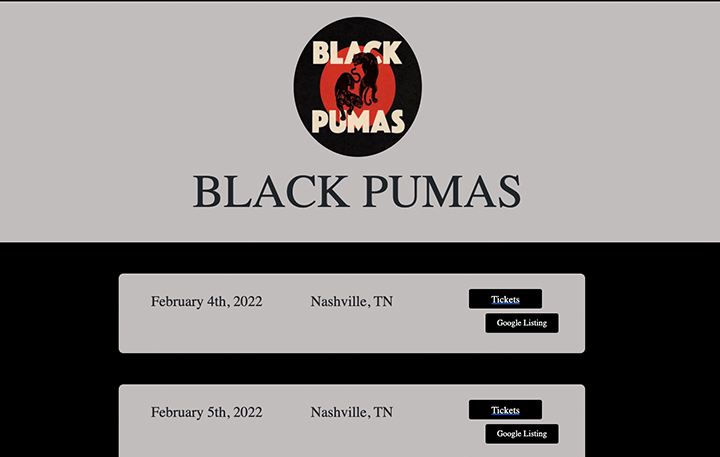 BLACK
PUMAS
BLACK PUMAS
February 4th, 2022 Nashville, TN Tickets
Google Listing
February 5th, 2022 Nashville, TN Tickets
Google Listing